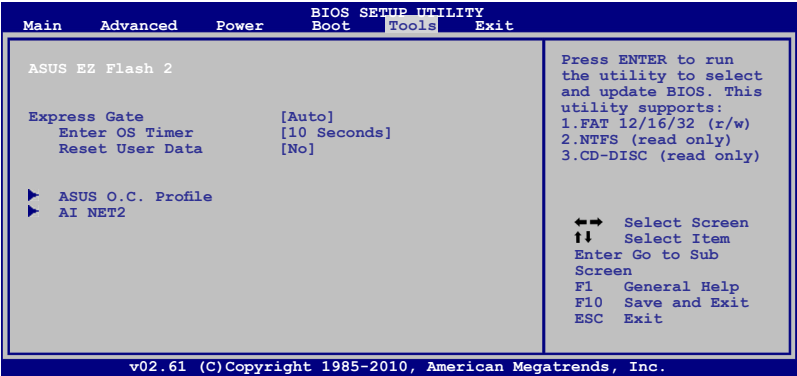 BIOS SETUP UTILITY
Main Advanced Power Boot Tools Exit
ASUS EZ Flash 2
Express Gate [Auto]
Enter OS Timer [10 Seconds]
Reset User Data [No]
ASUS O.C. Profile
AI NET2
Press ENTER to run
the utility to select
and update BIOS. This
utility supports:
1.FAT 12/16/32 (r/w)
2.NTFS (read only)
3.CD-DISC (read only)
←→ Select Screen
↑↓ Select Item
Enter Go to Sub
Screen
F1 General Help
F10 Save and Exit
ESC Exit
v02.61 (C)Copyright 1985-2010, American Megatrends, Inc.